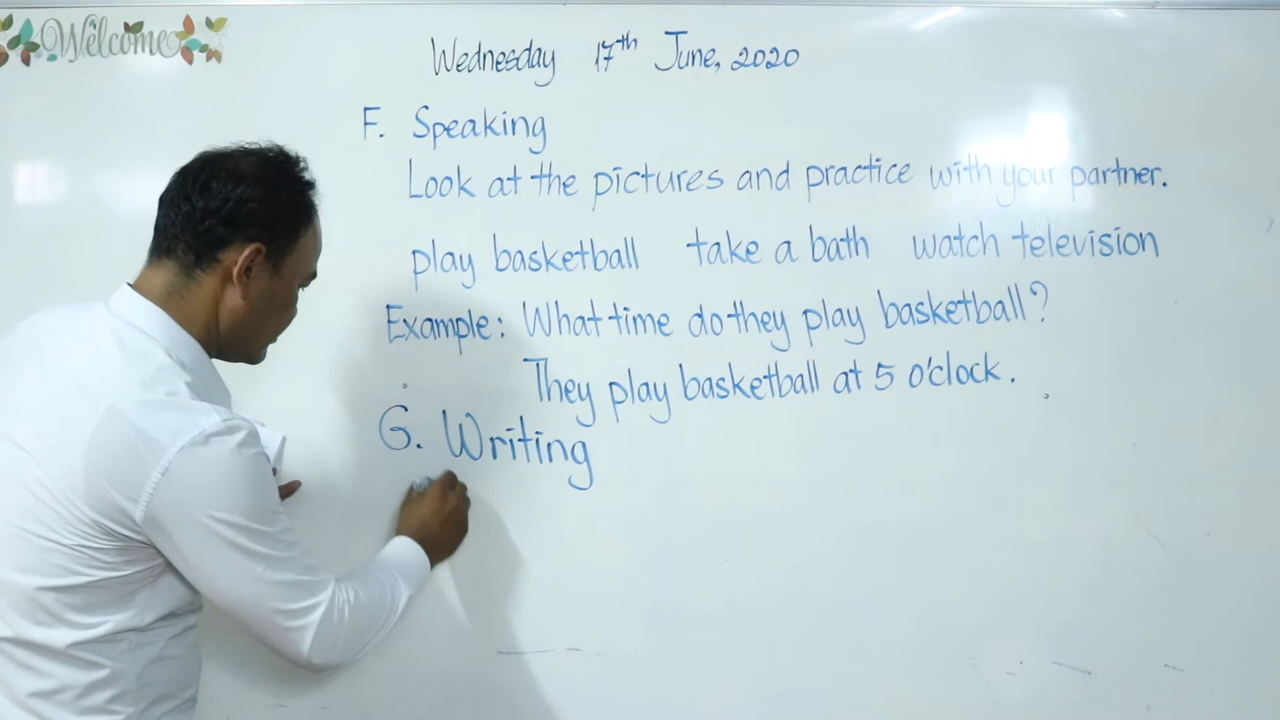 Welcome
Wednesday 17th June, 2020
F. Speaking
Look at the pictures and practice with your partner.
play basketball take a bath watch television
Example: What time do they play basketball?
They play basketball at 5 o'clock.
G. Writing